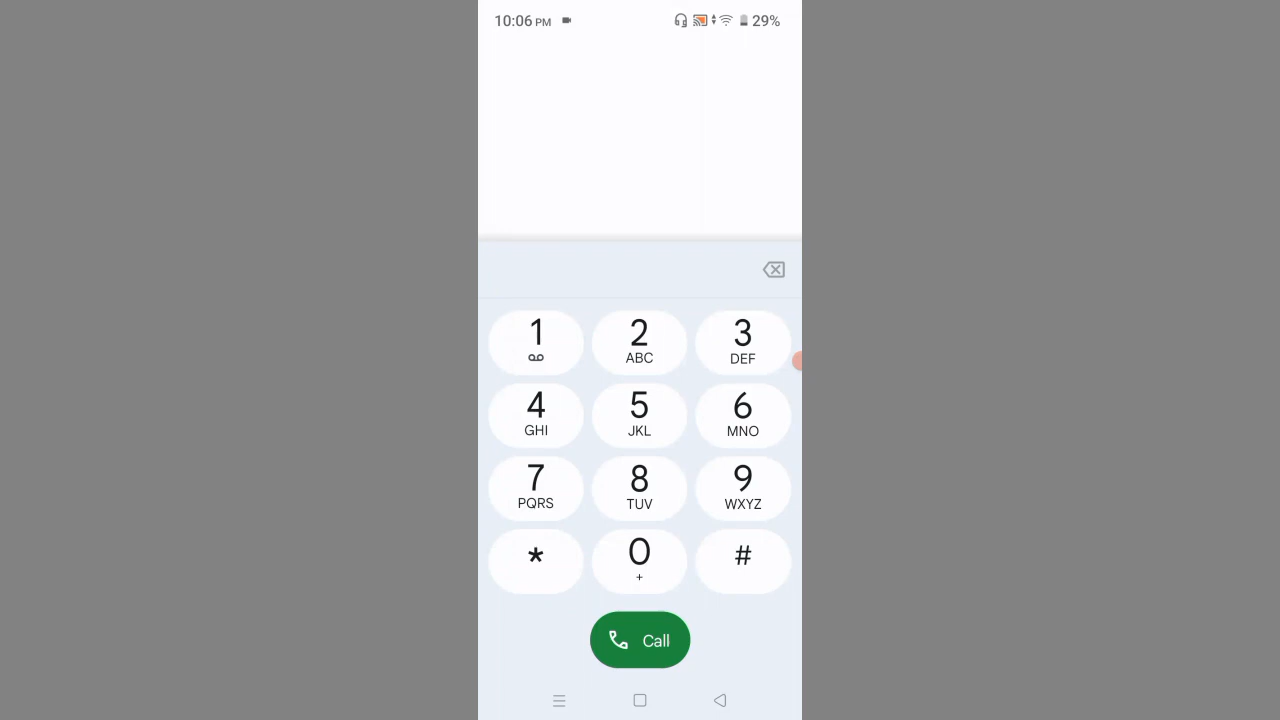 10:06 PM 29%
1 2 3
ABC DEF
4 5 6
GHI JKL MNO
7 8 9
PQRS TUV WXYZ
* 0 #
+
Call